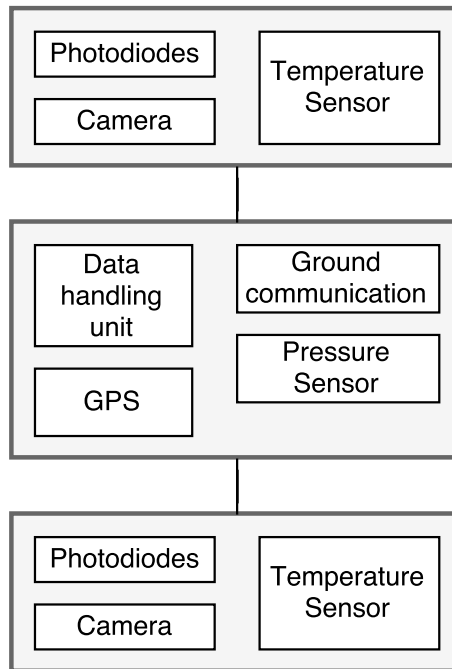 Photodiodes
Camera
Temperature
Sensor
Data
handling
unit
GPS
Ground
communication
Pressure
Sensor
Photodiodes
Camera
Temperature
Sensor